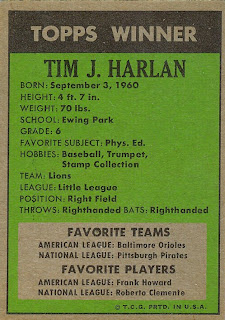 TOPPS WINNER
TIM J. HARLAN
BORN: September 3, 1960
HEIGHT: 4 ft. 7 in.
WEIGHT: 70 lbs.
SCHOOL: Ewing Park
GRADE: 6
FAVORITE SUBJECT: Phys. Ed.
HOBBIES: Baseball, Trumpet,
Stamp Collection
TEAM: Lions
LEAGUE: Little League
POSITION: Right Field
THROWS: Righthanded BATS: Righthanded
FAVORITE TEAMS
AMERICAN LEAGUE: Baltimore Orioles
NATIONAL LEAGUE: Pittsburgh Pirates
FAVORITE PLAYERS
AMERICAN LEAGUE: Frank Howard
NATIONAL LEAGUE: Roberto Clemente
© T.C.G. PRTD. IN U.S.A.